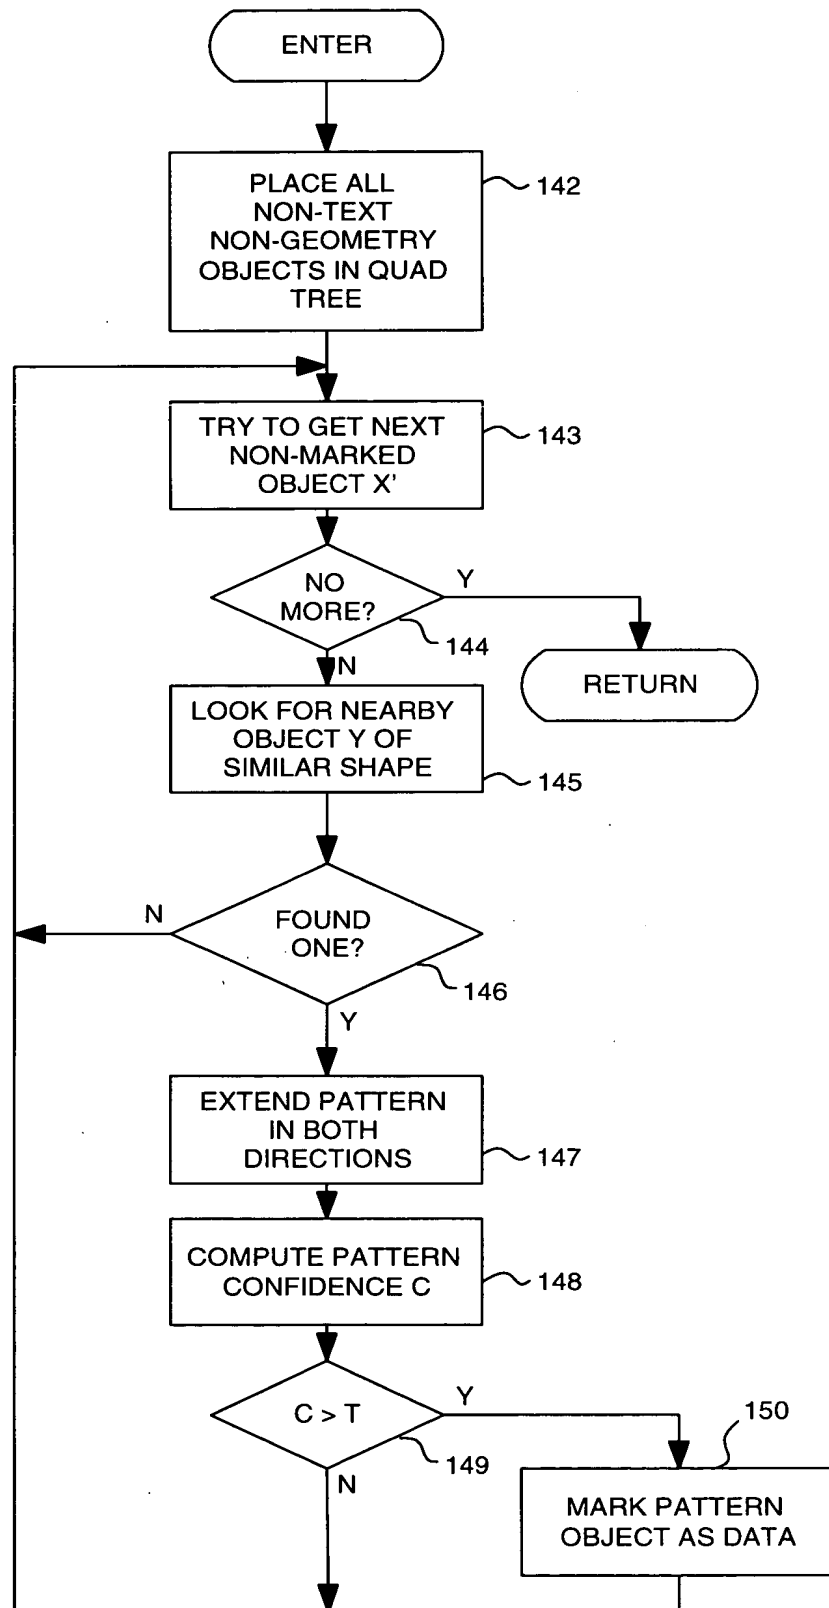 ENTER
PLACE ALL
NON-TEXT
NON-GEOMETRY
OBJECTS IN QUAD
TREE
142
TRY TO GET NEXT
NON-MARKED
OBJECT X'
143
NO
MORE?
Y
144
N
RETURN
LOOK FOR NEARBY
OBJECT Y OF
SIMILAR SHAPE
145
N
FOUND
ONE?
146
Y
EXTEND PATTERN
IN BOTH
DIRECTIONS
147
COMPUTE PATTERN
CONFIDENCE C
148
C > T
Y
149
N
150
MARK PATTERN
OBJECT AS DATA